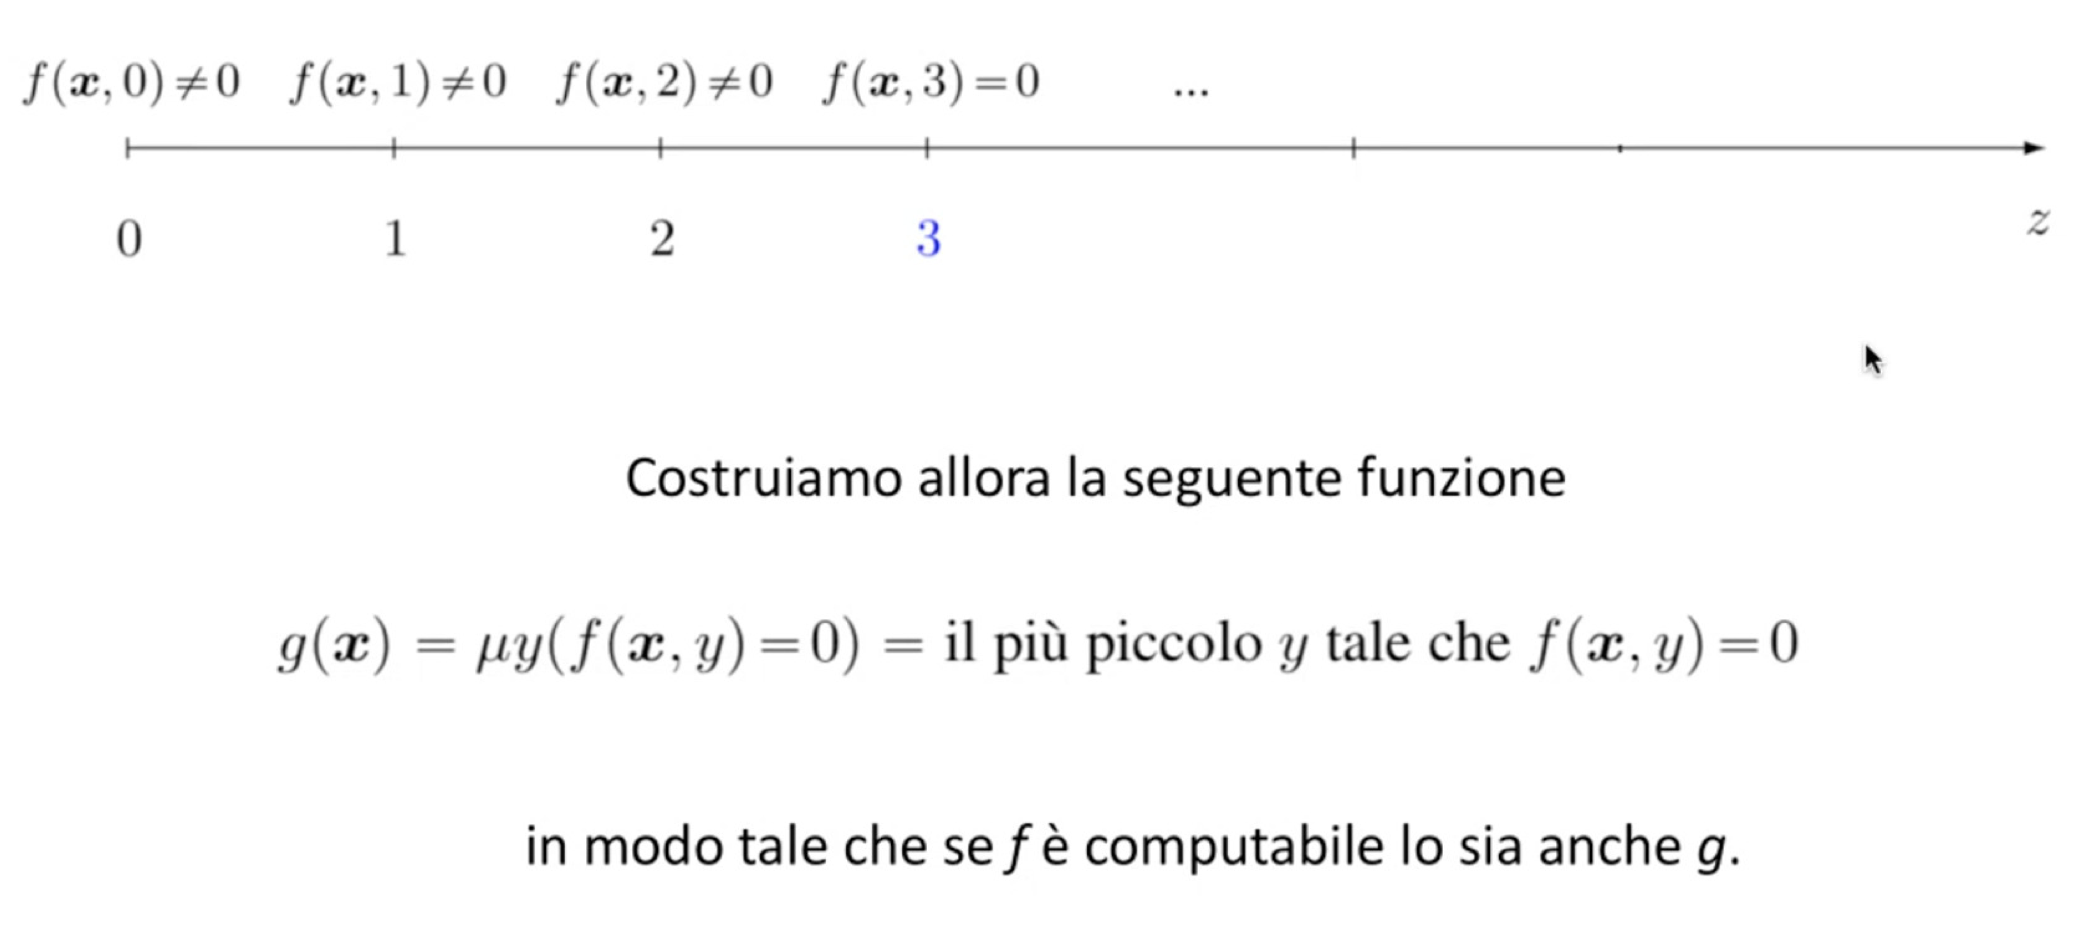 f(x,0)≠0 f(x,1)≠0 f(x,2)≠0 f(x,3)=0 ...
0 1 2 3 z
Costruiamo allora la seguente funzione
g(x) = μy(f(x,y)=0) = il più piccolo y tale che f(x,y)=0
in modo tale che se f è computabile lo sia anche g.